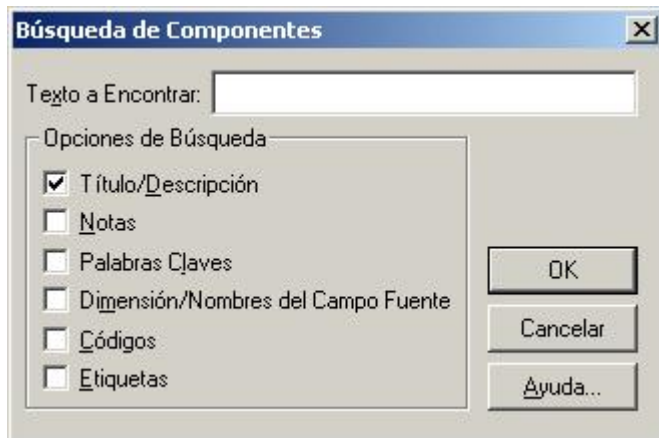 Búsqueda de Componentes
Texto a Encontrar:
Opciones de Búsqueda
Título/Descripción
Notas
Palabras Claves
Dimensión/Nombres del Campo Fuente
Códigos
Etiquetas
OK
Cancelar
Ayuda...